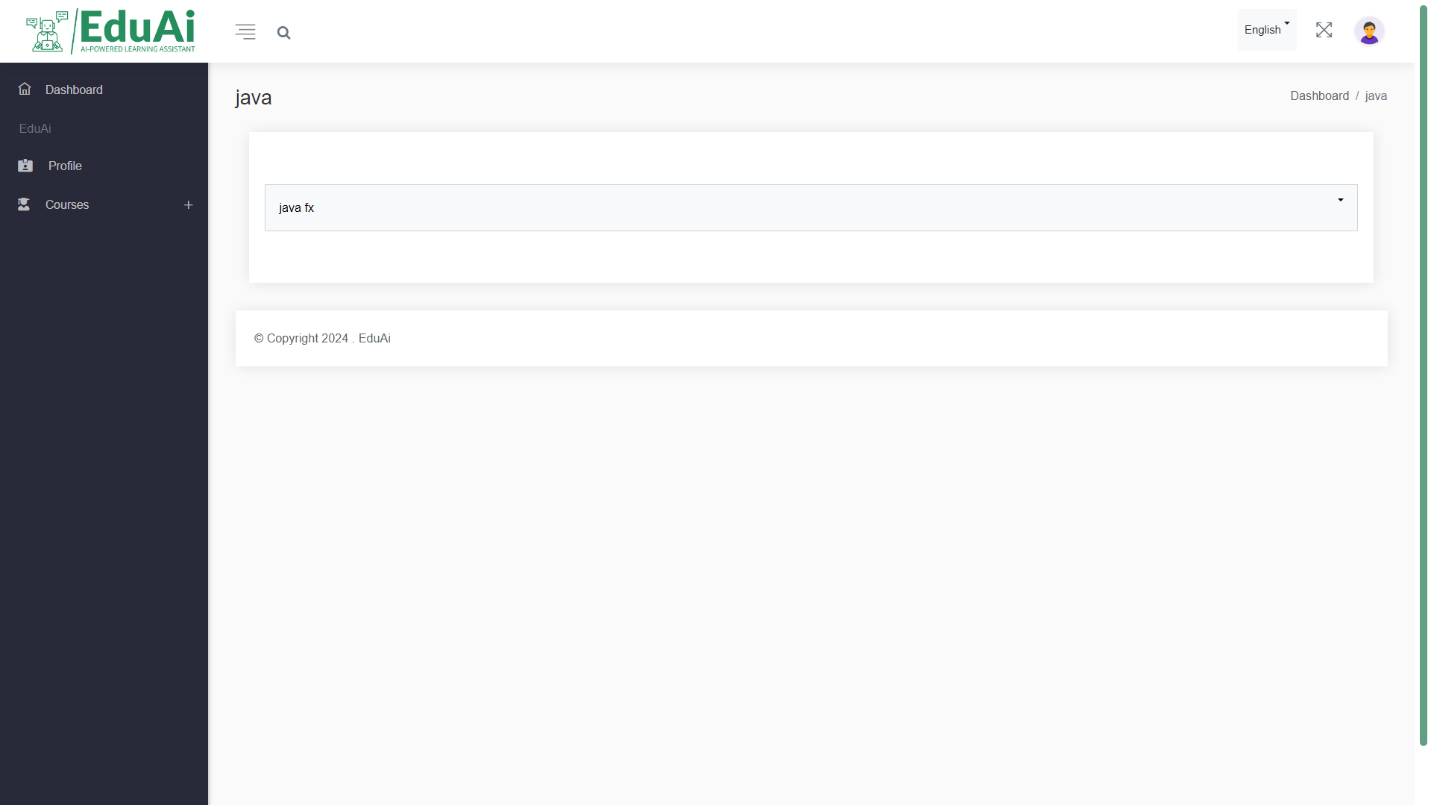 EduAi
AI-POWERED LEARNING ASSISTANT
English
Dashboard
EduAi
Profile
Courses
java
Dashboard / java
java fx
© Copyright 2024 . EduAi